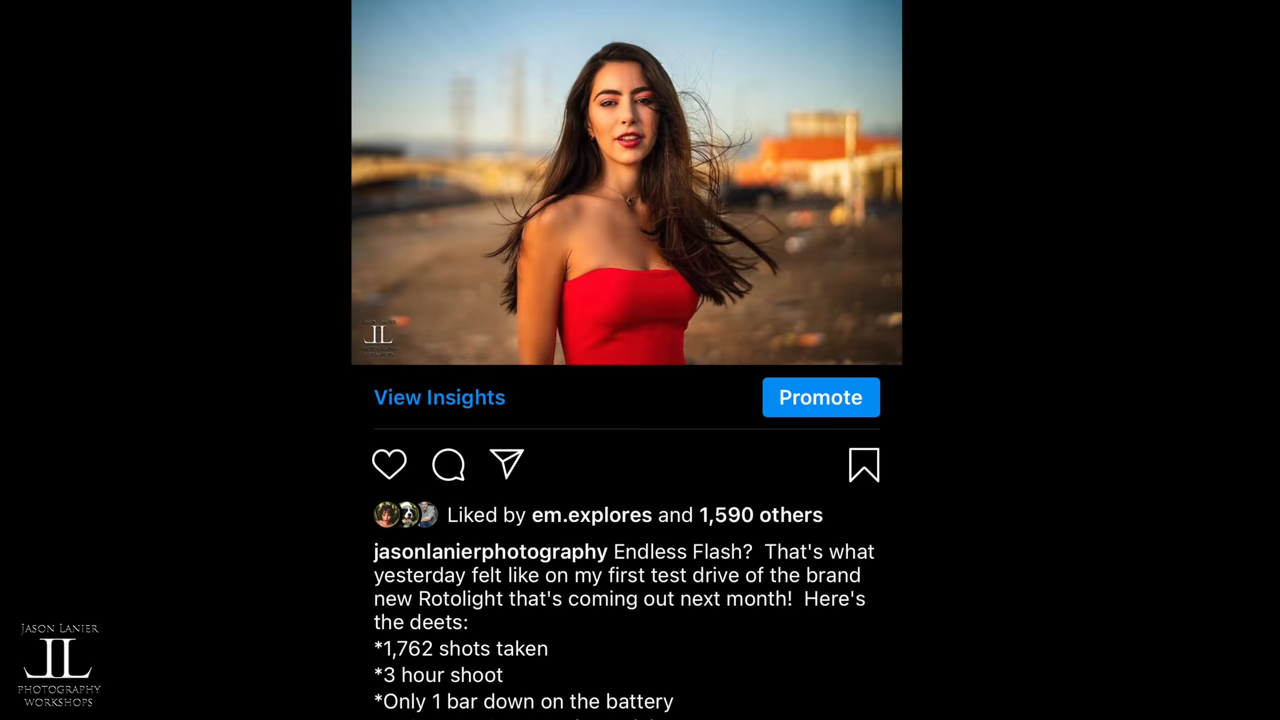 JL
View Insights
Promote
Liked by em.explores and 1,590 others
jasonlanierphotography Endless Flash? That's what
yesterday felt like on my first test drive of the brand
new Rotolight that's coming out next month! Here's
the deets:
*1,762 shots taken
*3 hour shoot
*Only 1 bar down on the battery
JASON LANIER
JL
PHOTOGRAPHY
WORKSHOPS